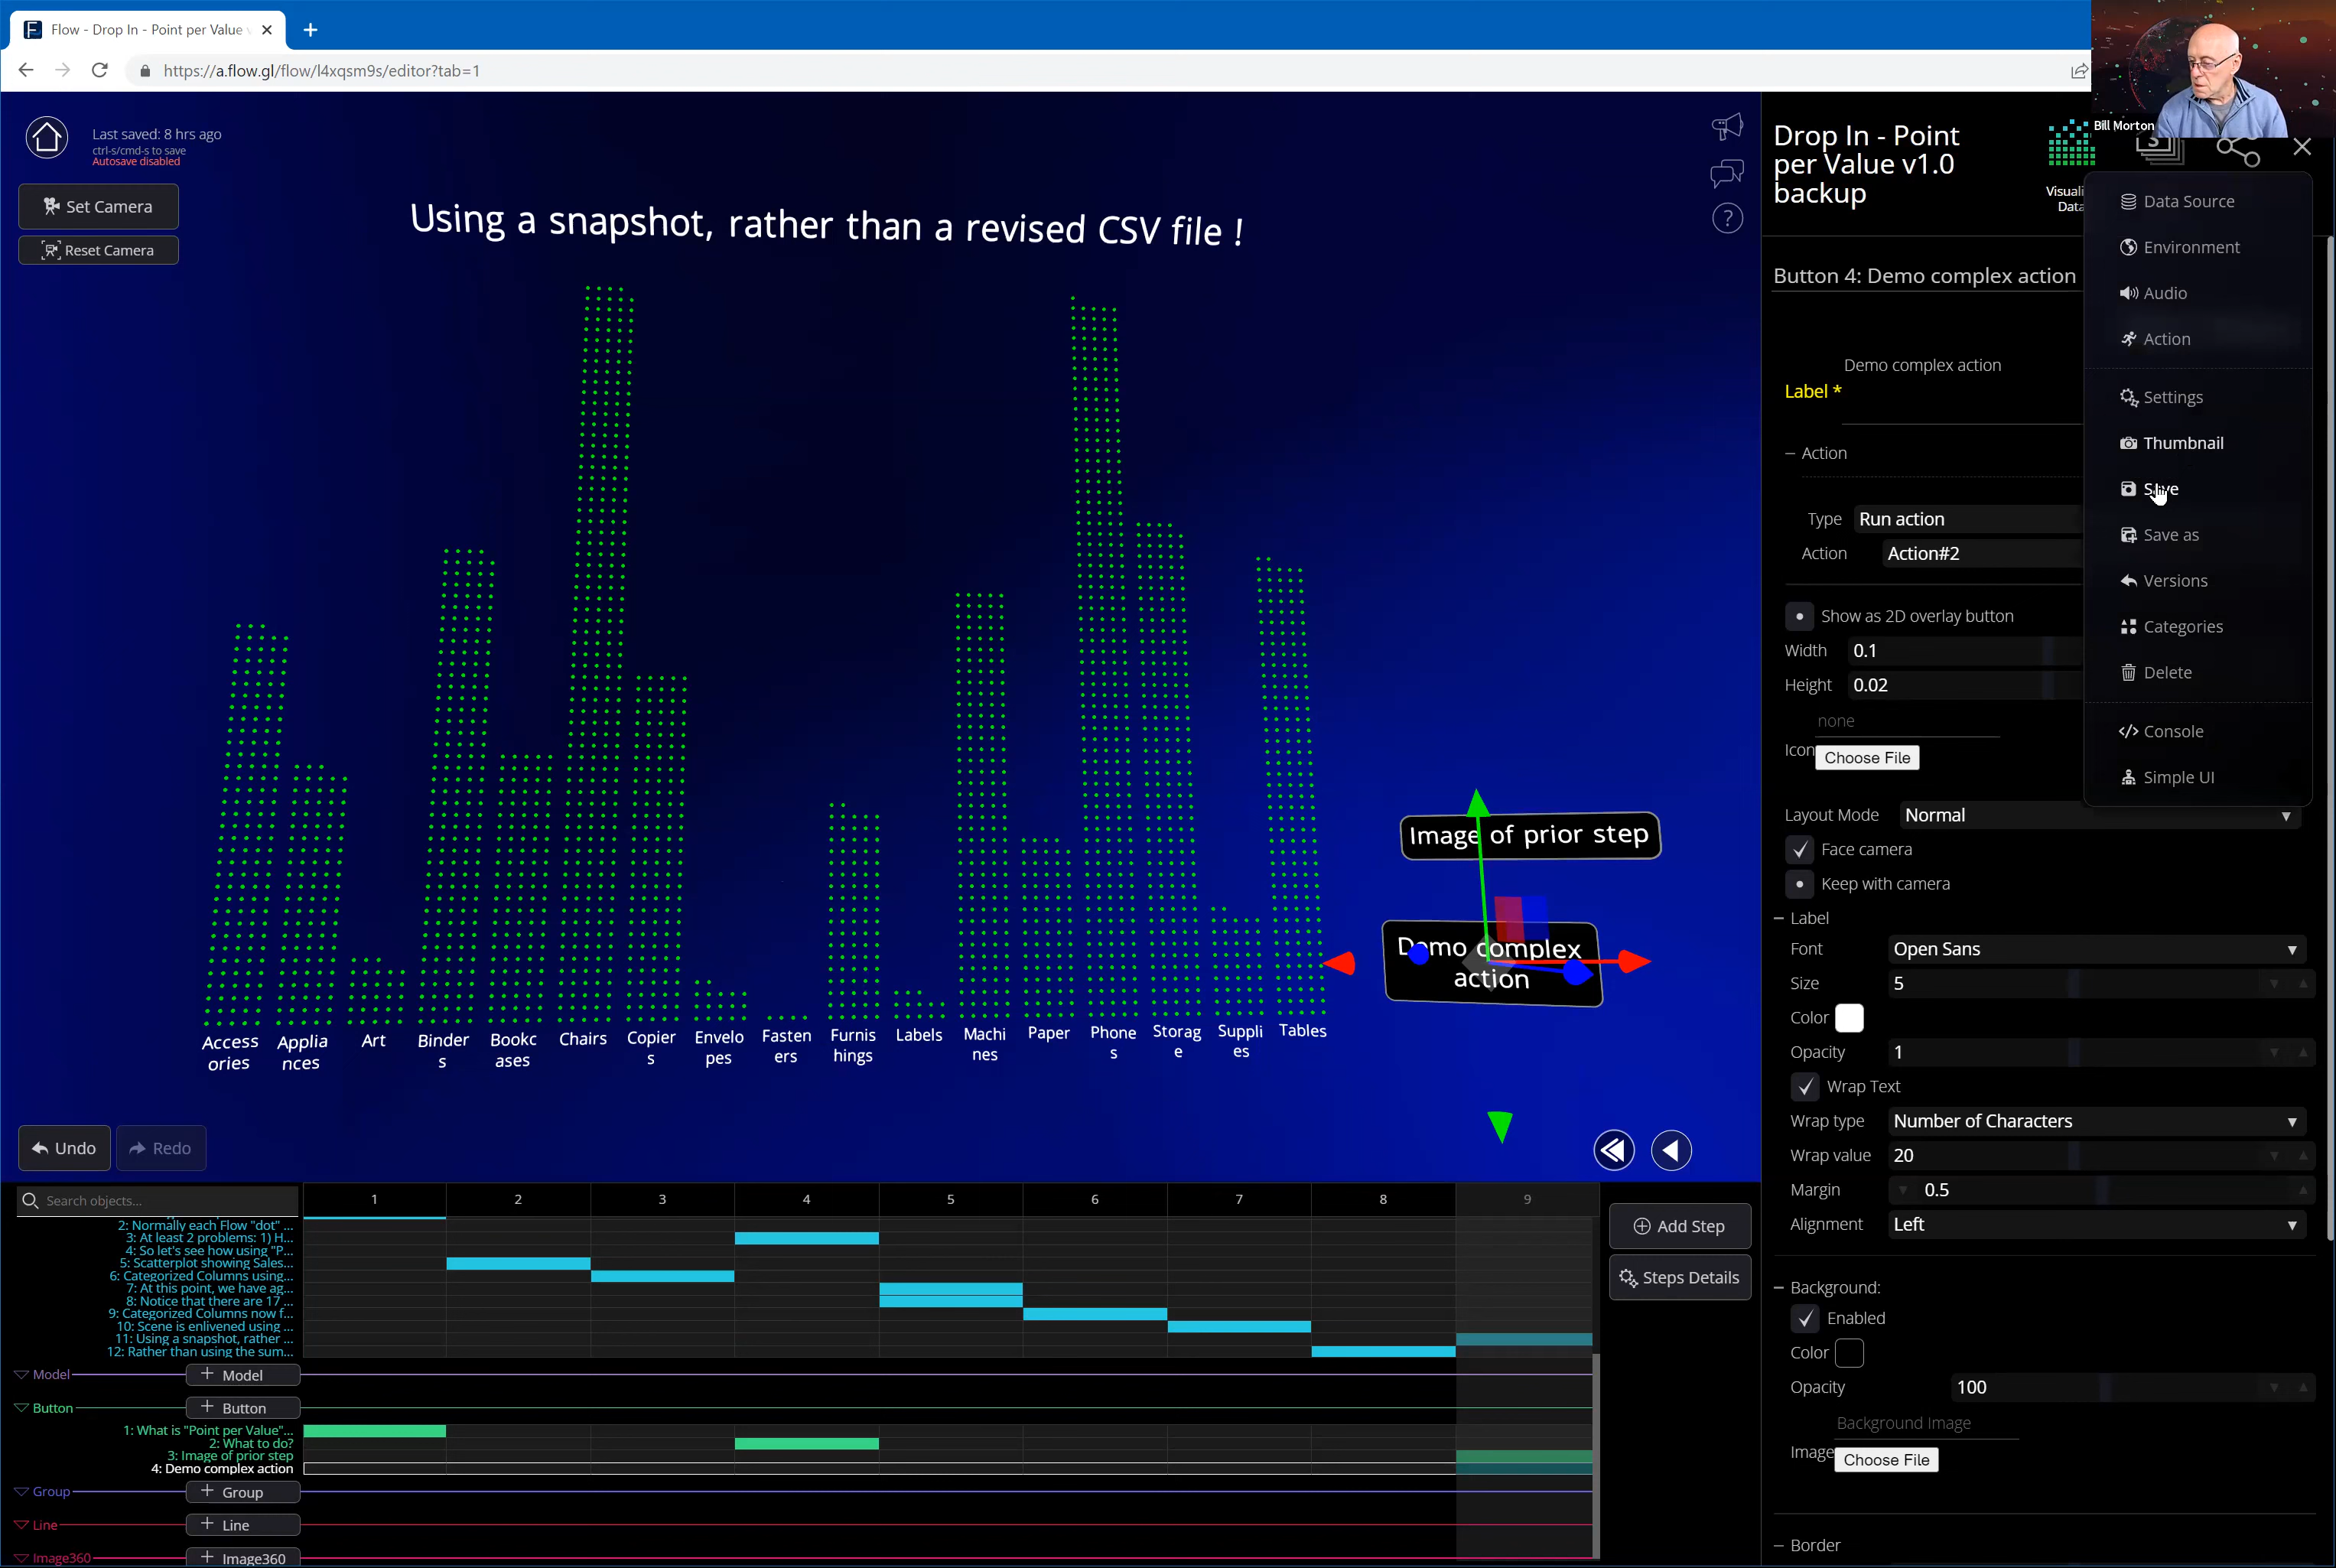 Flow - Drop In - Point per Value
https://a.flow.gl/flow/l4xqsm9s/editor?tab=1
Bill Morton
Last saved: 8 hrs ago
ctrl-s/cmd-s to save
Autosave disabled
Set Camera
Reset Camera
Using a snapshot, rather than a revised CSV file !
Access
ories
Applia
nces
Art
Binder
s
Bookc
ases
Chairs
Copier
s
Envelo
pes
Fasten
ers
Furnis
hings
Labels
Machi
nes
Paper
Phone
s
Storag
e
Suppli
es
Tables
Image of prior step
Demo complex
action
Undo
Redo
Drop In - Point
per Value v1.0
backup
Data
Button 4: Demo complex action
Demo complex action
Label *
Action
Type Run action
Action Action#2
Show as 2D overlay button
Width 0.1
Height 0.02
none
Icon Choose File
Layout Mode Normal
Face camera
Keep with camera
Label
Font Open Sans
Size 5
Color
Opacity 1
Wrap Text
Wrap type Number of Characters
Wrap value 20
Margin 0.5
Alignment Left
Background:
Enabled
Color
Opacity 100
Background Image
Image Choose File
Border
Data Source
Environment
Audio
Action
Settings
Thumbnail
Save
Save as
Versions
Categories
Delete
Console
Simple UI
Search objects...
1 2 3 4 5 6 7 8 9
2: Normally each Flow "dot" ...
3: At least 2 problems: 1) H...
4: So let's see how using "P...
5: Scatterplot showing Sales...
6: Categorized Columns using...
7: At this point, we have ag...
8: Notice that there are 17 ...
9: Categorized Columns now f...
10: Scene is enlivened using ...
11: Using a snapshot, rather ...
12: Rather than using the sum...
Model + Model
Button + Button
1: What is "Point per Value"...
2: What to do?
3: Image of prior step
4: Demo complex action
Group + Group
Line + Line
Image360 + Image360
Add Step
Steps Details